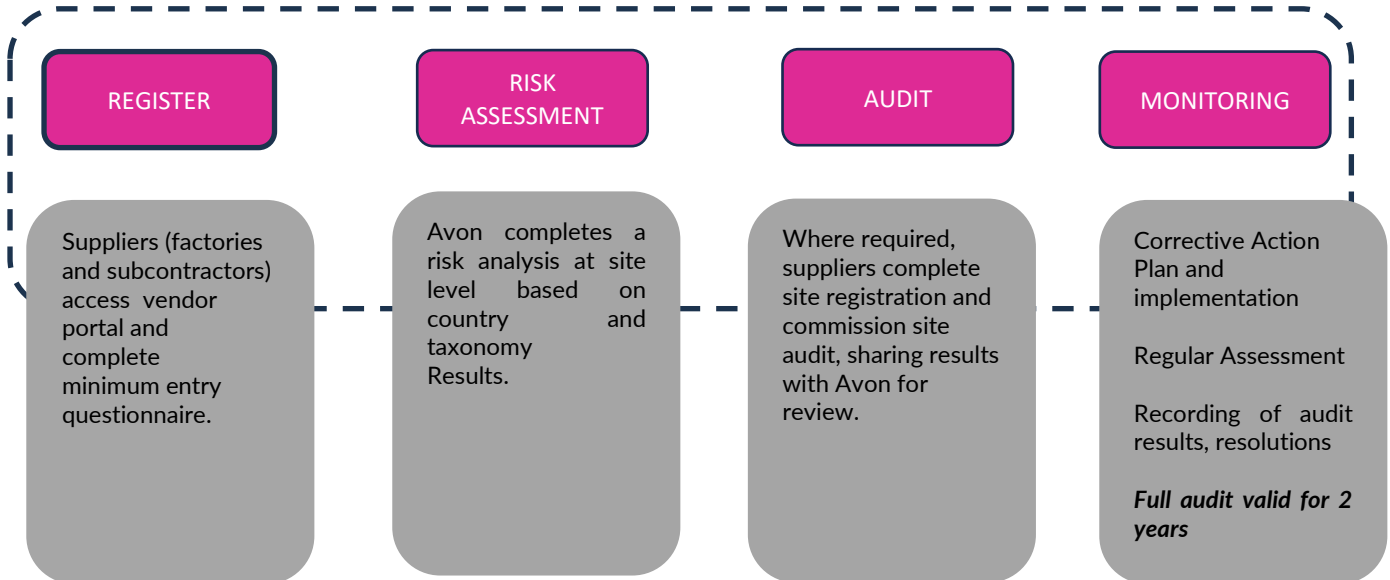 REGISTER
RISK
ASSESSMENT
AUDIT
MONITORING
Suppliers (factories
and subcontractors)
access vendor
portal and
complete
minimum entry
questionnaire.
Avon completes a
risk analysis at site
level based on
country and
taxonomy
Results.
Where required,
suppliers complete
site registration and
commission site
audit, sharing results
with Avon for
review.
Corrective Action
Plan and
implementation
Regular Assessment
Recording of audit
results, resolutions
Full audit valid for 2
years